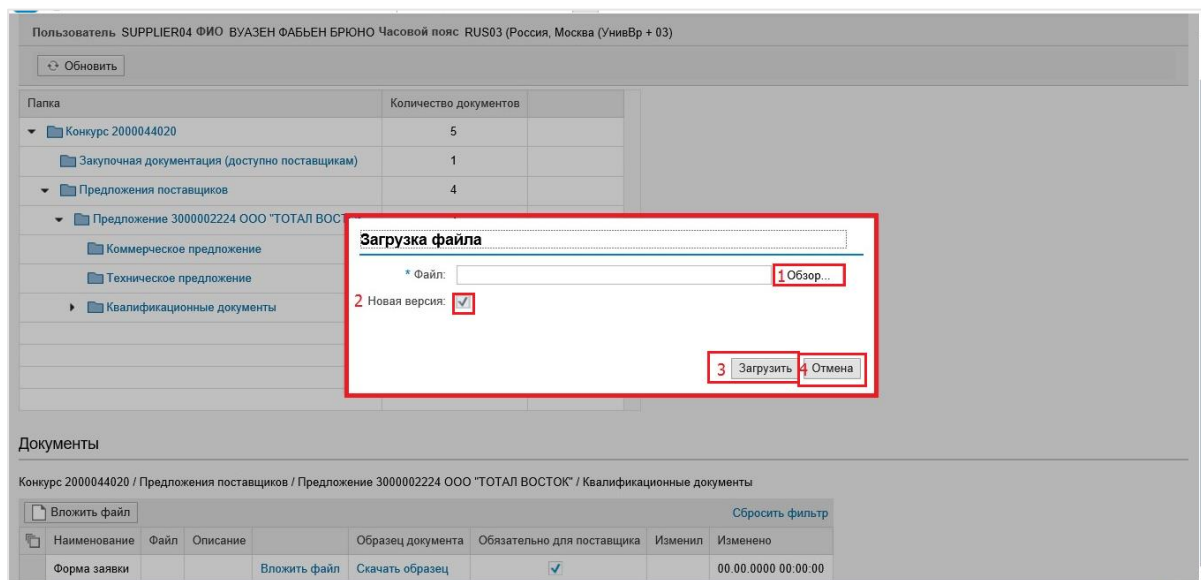 Пользователь SUPPLIER04 ФИО ВУАЗЕН ФАБЬЕН БРЮНО Часовой пояс RUS03 (Россия, Москва (УнивВр + 03)
Обновить
Папка Количество документов
Конкурс 2000044020 5
Закупочная документация (доступно поставщикам) 1
Предложения поставщиков 4
Предложение 3000002224 ООО "ТОТАЛ ВОСТ
Коммерческое предложение
Техническое предложение
Квалификационные документы
Загрузка файла
* Файл: 1 Обзор...
2 Новая версия:
3 Загрузить 4 Отмена
Документы
Конкурс 2000044020 / Предложения поставщиков / Предложение 3000002224 ООО "ТОТАЛ ВОСТОК" / Квалификационные документы
Вложить файл Сбросить фильтр
Наименование Файл Описание Образец документа Обязательно для поставщика Изменил Изменено
Форма заявки Вложить файл Скачать образец 00.00.0000 00:00:00